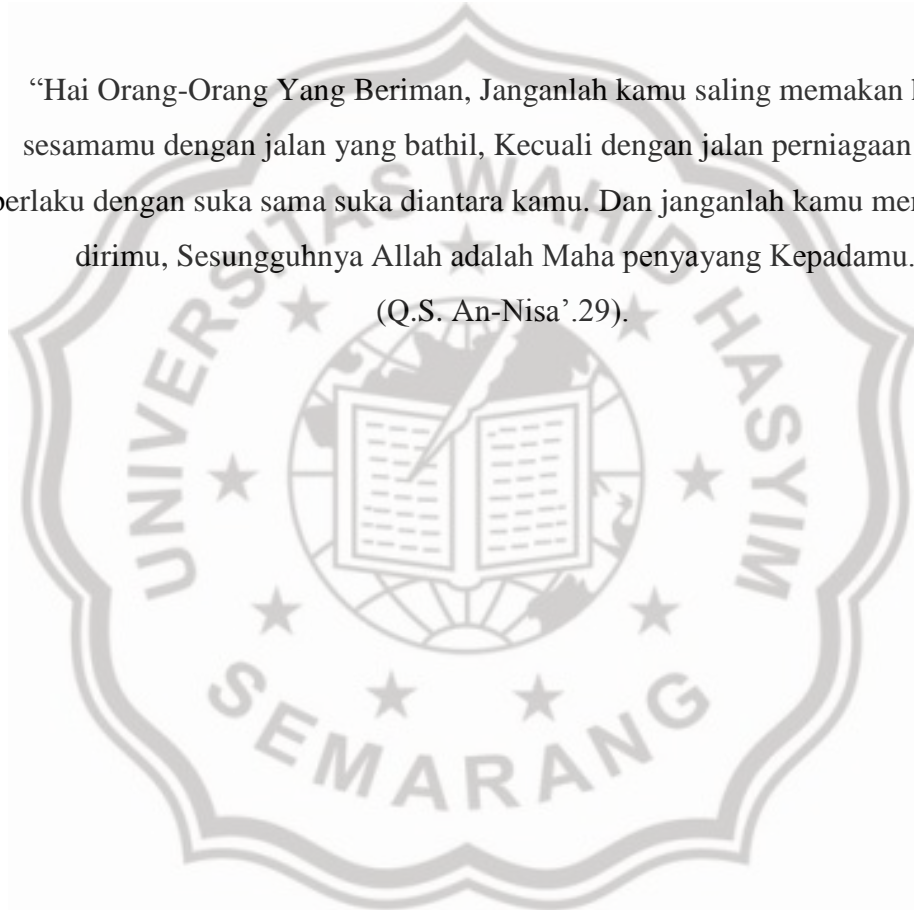 “Hai Orang-Orang Yang Beriman, Janganlah kamu saling memakan
sesamamu dengan jalan yang bathil, Kecuali dengan jalan perniagaan
berlaku dengan suka sama suka diantara kamu. Dan janganlah kamu
dirimu, Sesungguhnya Allah adalah Maha penyayang Kepadamu.
(Q.S. An-Nisa’.29).
UNIVERSITAS WAHID HASYIM
SEMARANG